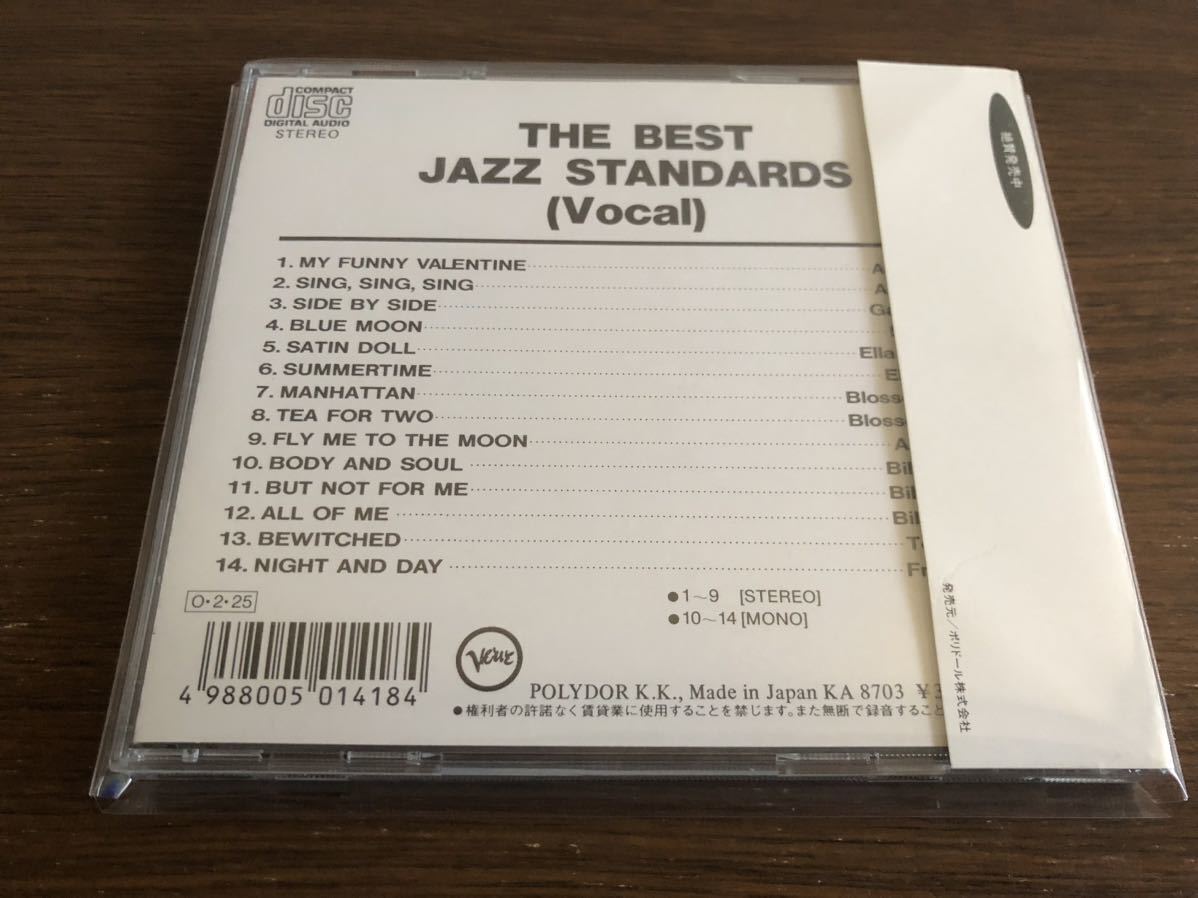 COMPACT
disc
DIGITAL AUDIO
STEREO
THE BEST
JAZZ STANDARDS
(Vocal)
1. MY FUNNY VALENTINE
2. SING, SING, SING
3. SIDE BY SIDE
4. BLUE MOON
5. SATIN DOLL Ella
6. SUMMERTIME
7. MANHATTAN
8. TEA FOR TWO
9. FLY ME TO THE MOON
10. BODY AND SOUL
11. BUT NOT FOR ME
12. ALL OF ME
13. BEWITCHED
14. NIGHT AND DAY
●1~9 [STEREO]
●10~14 [MONO]
O・2・25
4 988005 014184
Verve
POLYDOR K.K., Made in Japan KA 8703 ¥3
●権利者の許諾なく賃貸業に使用することを禁じます。また無断で録音すること
絶賛発売中
発売元/ポリドール株式会社